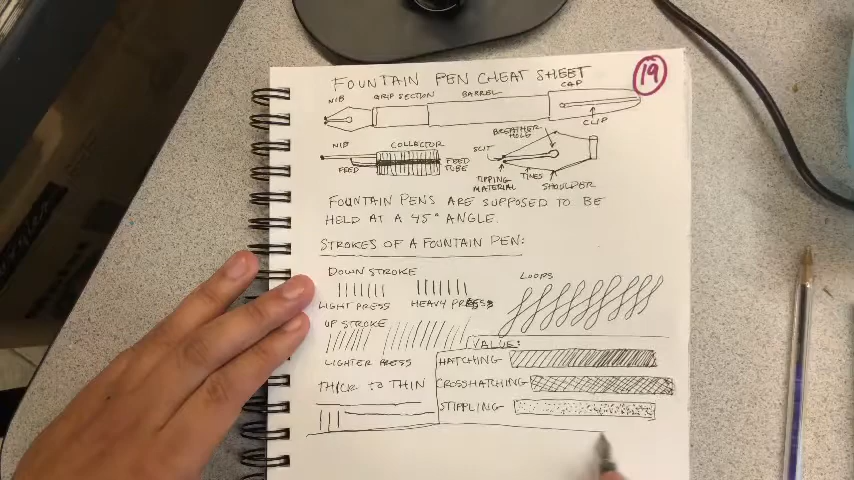 FOUNTAIN PEN CHEAT SHEET
19
NIB GRIP SECTION BARREL CAP
CLIP
NIB COLLECTOR
FEED FEED TUBE
BREATHER HOLE
SLIT
TIPPING MATERIAL TINES SHOULDER
FOUNTAIN PENS ARE SUPPOSED TO BE
HELD AT A 45° ANGLE.
STROKES OF A FOUNTAIN PEN:
DOWN STROKE
LIGHT PRESS HEAVY PRESS
LOOPS
UP STROKE
LIGHTER PRESS
THICK TO THIN
VALUE:
HATCHING
CROSSHATCHING
STIPPLING